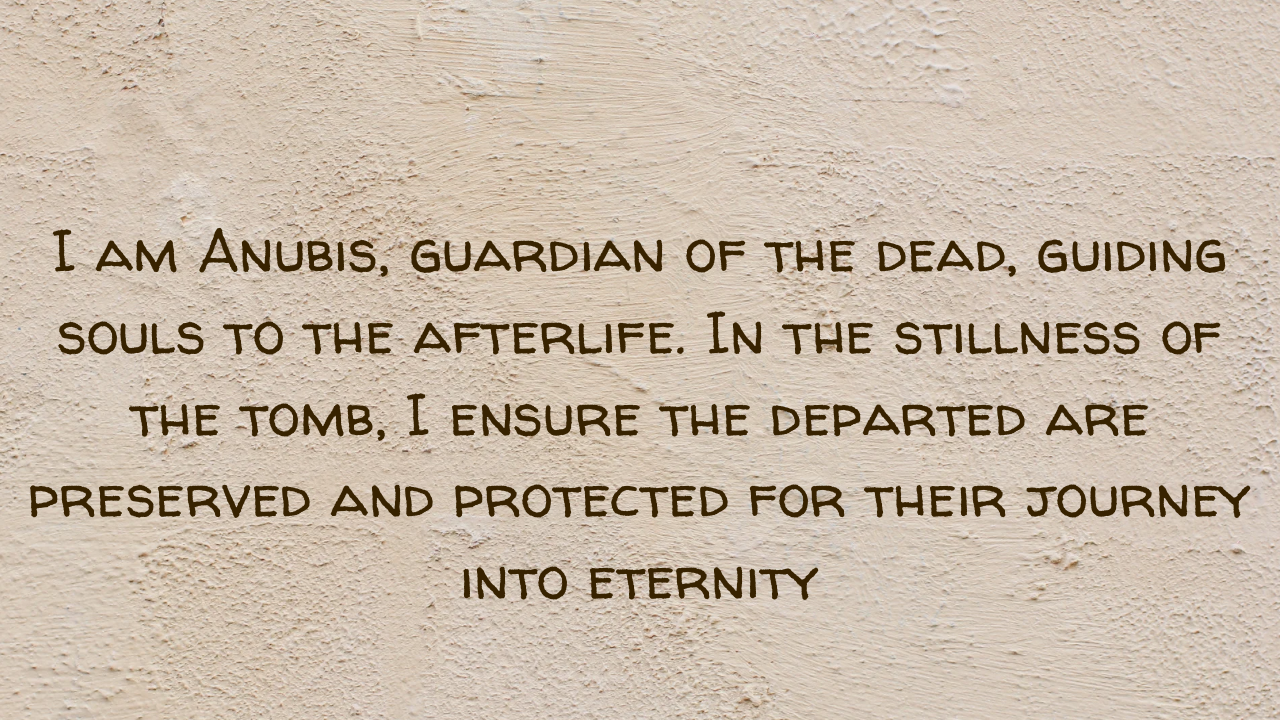 I am Anubis, guardian of the dead, guiding
souls to the afterlife. In the stillness of
the tomb, I ensure the departed are
preserved and protected for their journey
into eternity